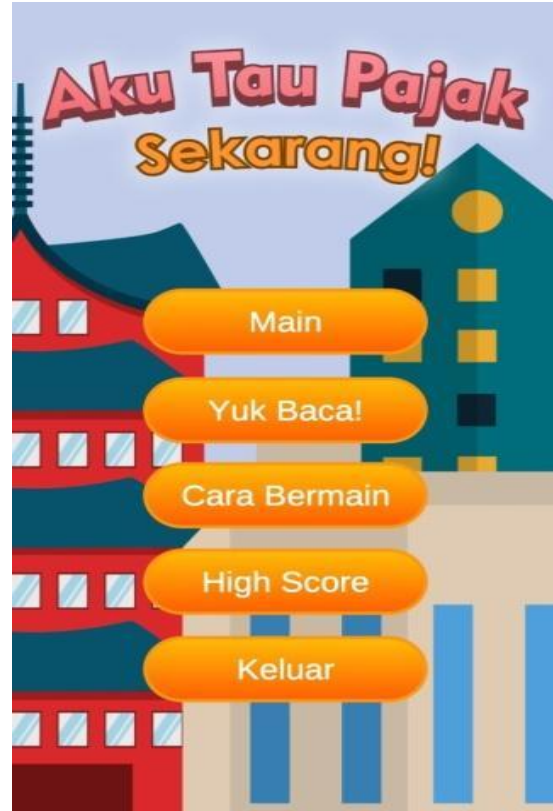 Aku Tau Pajak
Sekarang!
Main
Yuk Baca!
Cara Bermain
High Score
Keluar